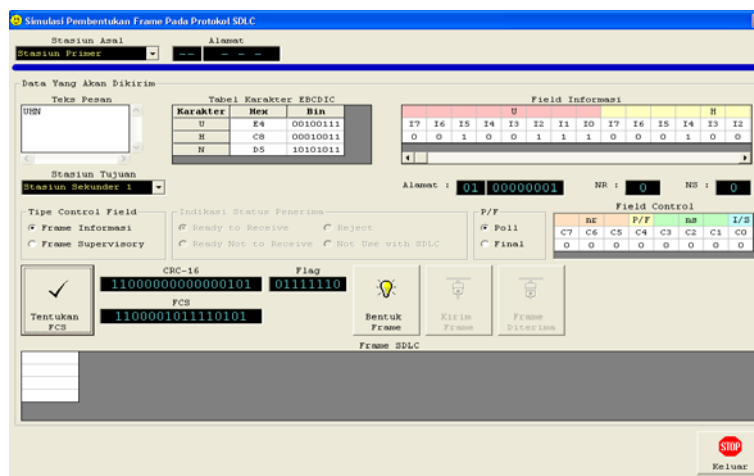 Simulasi Pembentukan Frame Pada Protokol SDLC
Stasiun Asal Alamat
Stasiun Primer -- - - -
Data Yang Akan Dikirim
Teks Pesan Tabel Karakter EBCDIC Field Informasi
UHN
Karakter Hex Bin
U E4 00100111
H C8 00010011
N D5 10101011
U H
I7 I6 I5 I4 I3 I2 I1 I0 I7 I6 I5 I4 I3 I2
0 0 1 0 0 1 1 1 0 0 0 1 0 0
Stasiun Tujuan
Stasiun Sekunder 1 Alamat : 01 00000001 NR : 0 NS : 0
Tipe Control Field Indikasi Status Penerima P/F Field Control
Frame Informasi Ready to Receive Reject Poll
Frame Supervisory Ready Not to Receive Not Use with SDLC Final
nr P/F ns I/S
C7 C6 C5 C4 C3 C2 C1 C0
0 0 0 0 0 0 0 0
CRC-16 Flag
11000000000000101 01111110
FCS
1100001011110101
Tentukan FCS
Bentuk Frame
Kirim Frame
Frame Diterima
Frame SDLC
STOP
Keluar